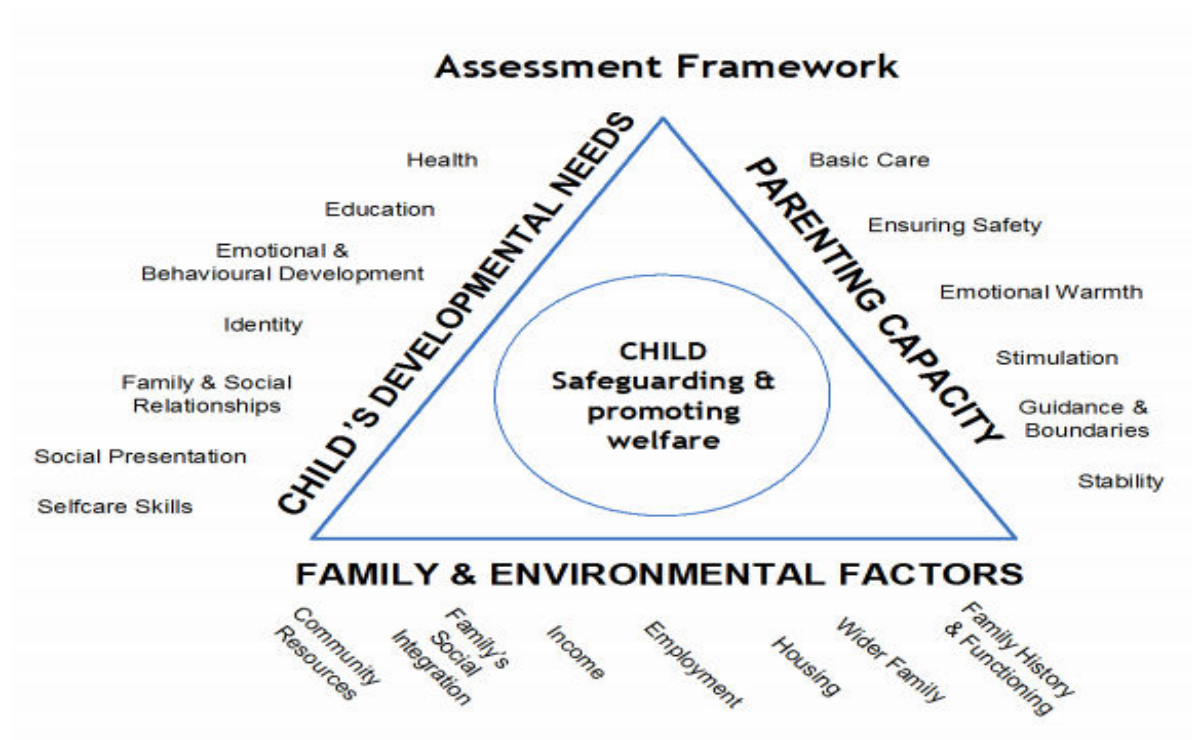 Assessment Framework
CHILD'S DEVELOPMENTAL NEEDS
Health
Education
Emotional &
Behavioural Development
Identity
Family & Social
Relationships
Social Presentation
Selfcare Skills
PARENTING CAPACITY
Basic Care
Ensuring Safety
Emotional Warmth
Stimulation
Guidance &
Boundaries
Stability
CHILD
Safeguarding &
promoting
welfare
FAMILY & ENVIRONMENTAL FACTORS
Community
Resources
Family's
Social
Integration
Income
Employment
Housing
Wider Family
Family History
& Functioning